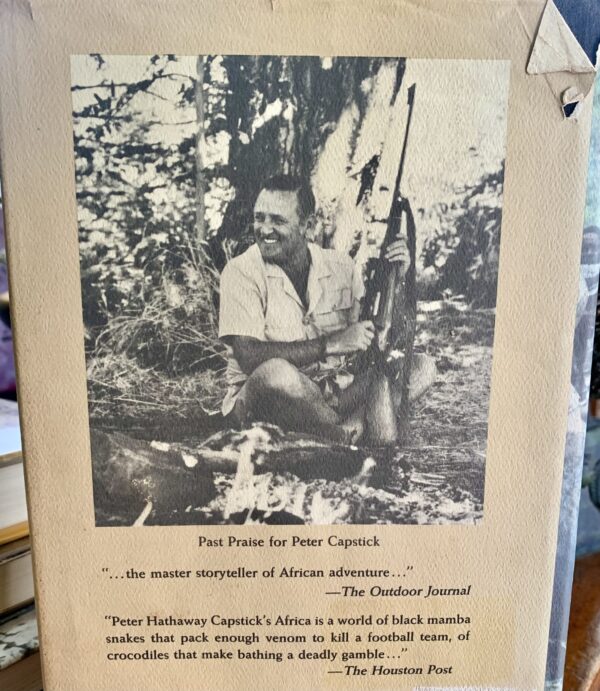 Past Praise for Peter Capstick
"...the master storyteller of African adventure..."
—The Outdoor Journal
"Peter Hathaway Capstick's Africa is a world of black mamba
snakes that pack enough venom to kill a football team, of
crocodiles that make bathing a deadly gamble..."
—The Houston Post